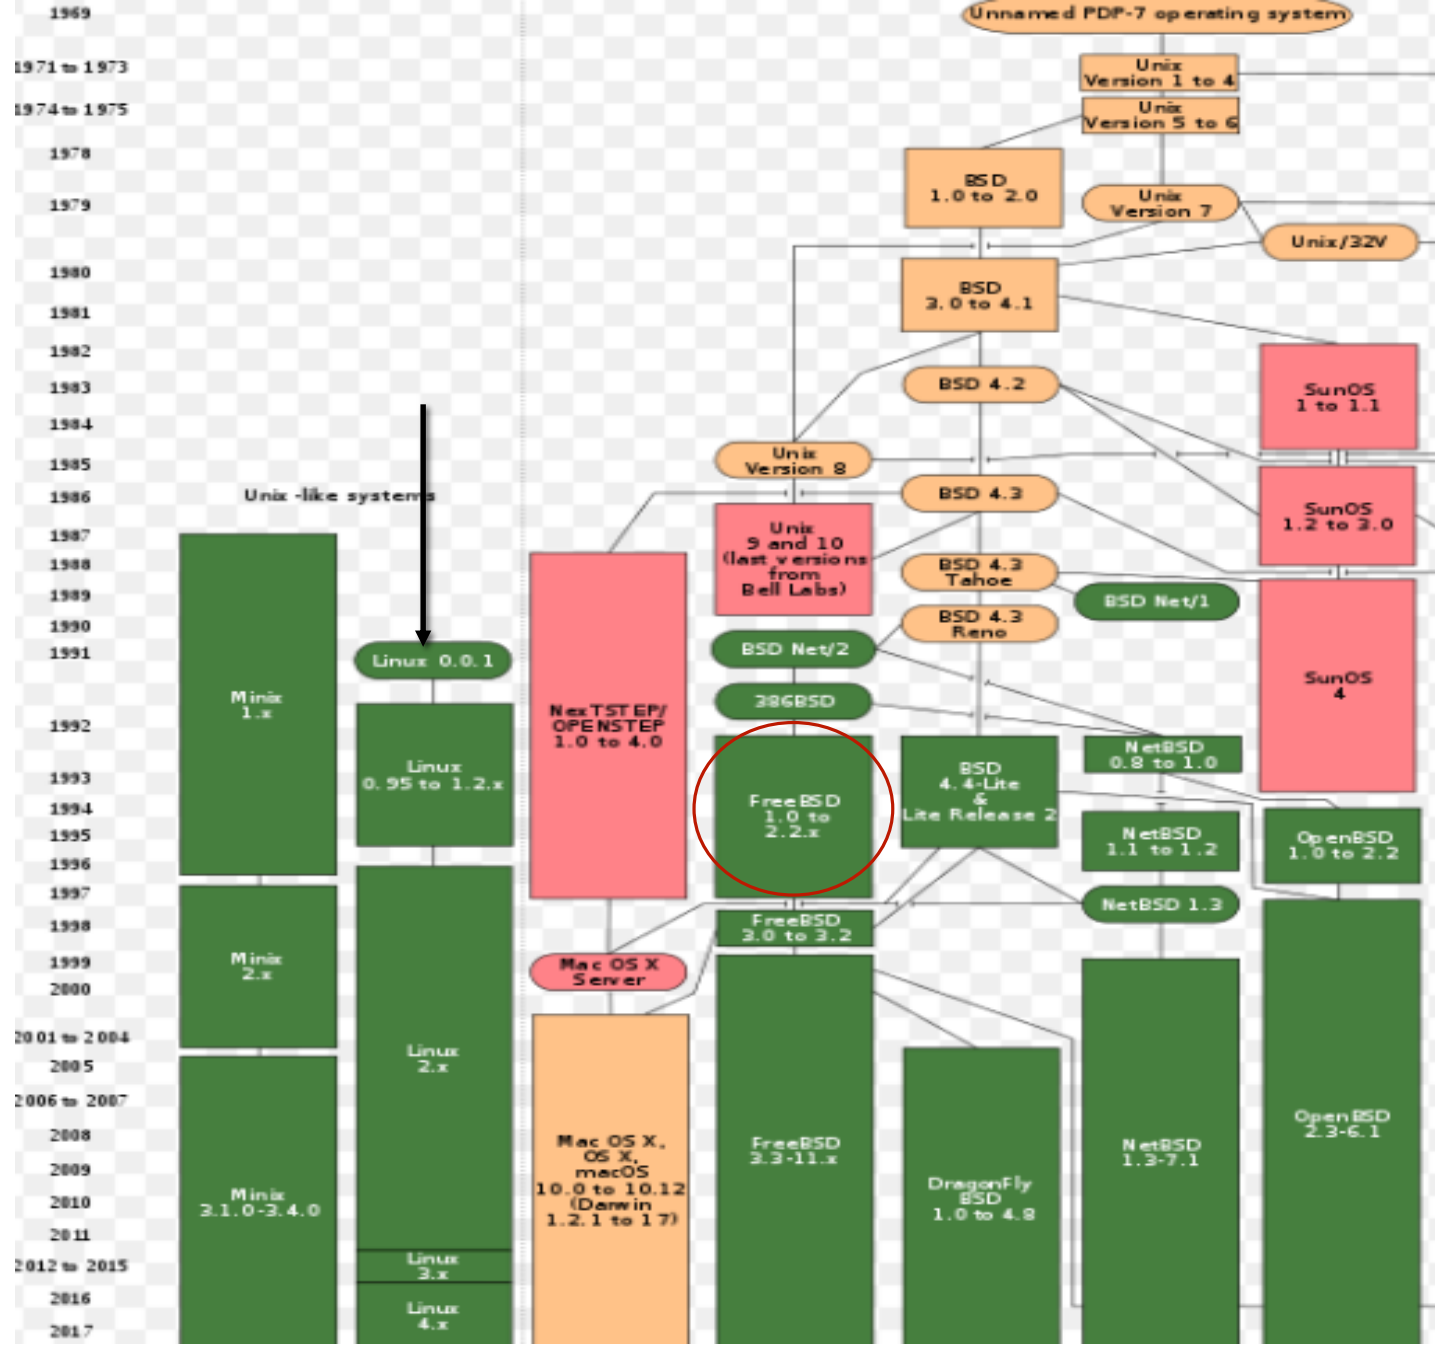 1969
1971 to 1973
1974 to 1975
1978
1979
1980
1981
1982
1983
1984
1985
1986
1987
1988
1989
1990
1991
1992
1993
1994
1995
1996
1997
1998
1999
2000
2001 to 2004
2005
2006 to 2007
2008
2009
2010
2011
2012 to 2015
2016
2017
Unix -like systems
Minix
1.x
Minix
2.x
Minix
3.1.0-3.4.0
Linux 0.0.1
Linux
0.95 to 1.2.x
Linux
2.x
Linux
3.x
Linux
4.x
NexTSTEP/
OPENSTEP
1.0 to 4.0
Mac OS X
Server
Mac OS X,
OS X,
macOS
10.0 to 10.12
(Darwin
1.2.1 to 17)
Unix
Version 8
Unix
9 and 10
(last versions
from
Bell Labs)
BSD Net/2
386BSD
FreeBSD
1.0 to
2.2.x
FreeBSD
3.0 to 3.2
FreeBSD
3.3-11.x
BSD
1.0 to 2.0
BSD
3.0 to 4.1
BSD 4.2
BSD 4.3
BSD 4.3
Tahoe
BSD 4.3
Reno
BSD
4.4-Lite
&
Lite Release 2
DragonFly
BSD
1.0 to 4.8
Unnamed PDP-7 operating system
Unix
Version 1 to 4
Unix
Version 5 to 6
Unix
Version 7
BSD Net/1
NetBSD
0.8 to 1.0
NetBSD
1.1 to 1.2
NetBSD 1.3
NetBSD
1.3-7.1
Unix/32V
SunOS
1 to 1.1
SunOS
1.2 to 3.0
SunOS
4
OpenBSD
1.0 to 2.2
OpenBSD
2.3-6.1